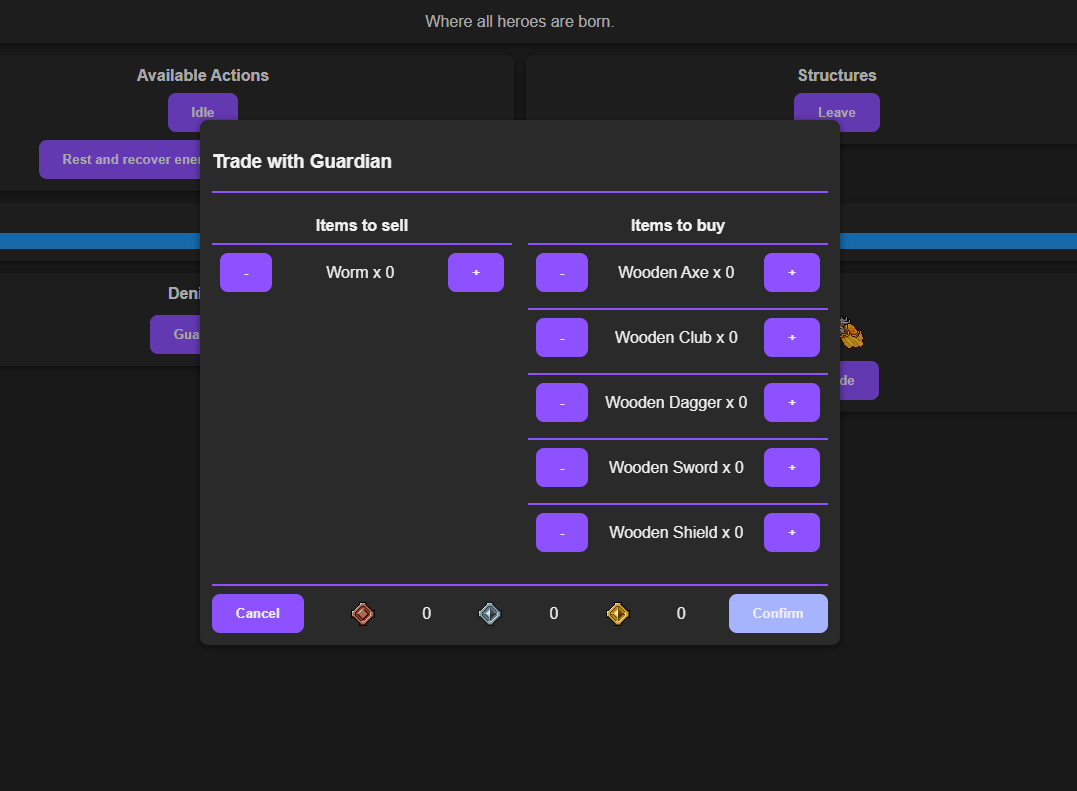 Where all heroes are born.
Available Actions
Structures
Idle
Leave
Rest and recover ener
Trade with Guardian
Items to sell
Items to buy
- Worm x 0 +
- Wooden Axe x 0 +
- Wooden Club x 0 +
- Wooden Dagger x 0 +
- Wooden Sword x 0 +
- Wooden Shield x 0 +
Deni
Gua
de
Cancel 0 0 0 Confirm